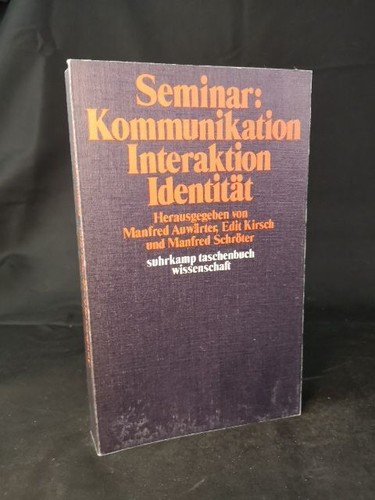 Seminar:
Kommunikation
Interaktion
Identität
Herausgegeben von
Manfred Auwärter, Edit Kirsch
und Manfred Schröter
suhrkamp taschenbuch
wissenschaft